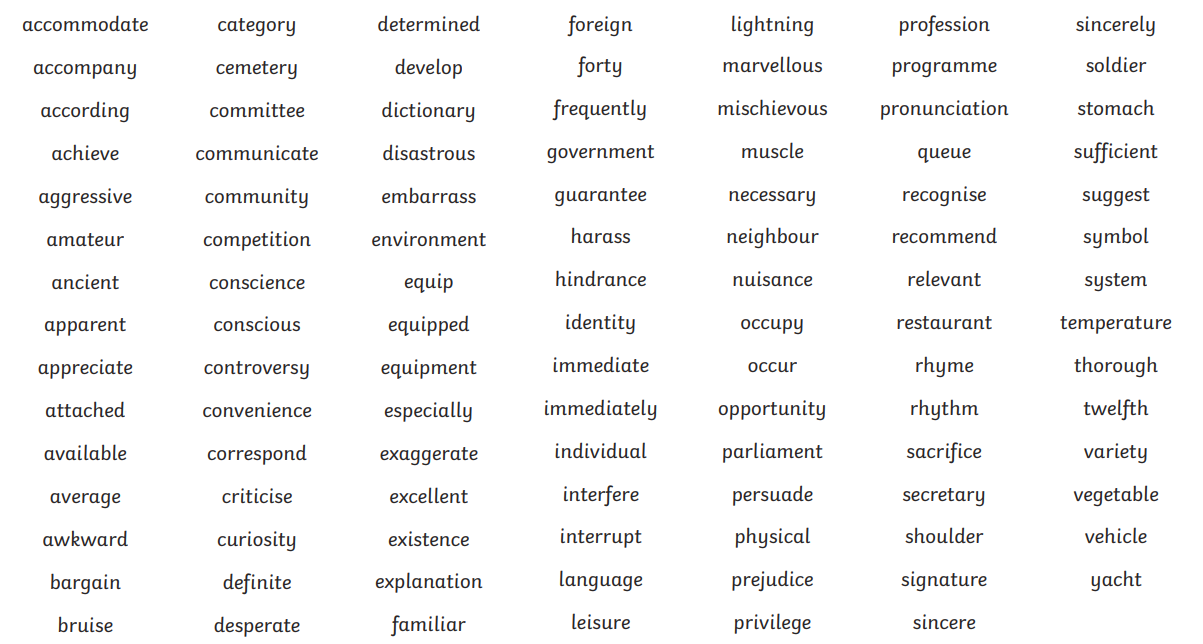 accommodate category determined foreign lightning profession sincerely
accompany cemetery develop forty marvellous programme soldier
according committee dictionary frequently mischievous pronunciation stomach
achieve communicate disastrous government muscle queue sufficient
aggressive community embarrass guarantee necessary recognise suggest
amateur competition environment harass neighbour recommend symbol
ancient conscience equip hindrance nuisance relevant system
apparent conscious equipped identity occupy restaurant temperature
appreciate controversy equipment immediate occur rhyme thorough
attached convenience especially immediately opportunity rhythm twelfth
available correspond exaggerate individual parliament sacrifice variety
average criticise excellent interfere persuade secretary vegetable
awkward curiosity existence interrupt physical shoulder vehicle
bargain definite explanation language prejudice signature yacht
bruise desperate familiar leisure privilege sincere